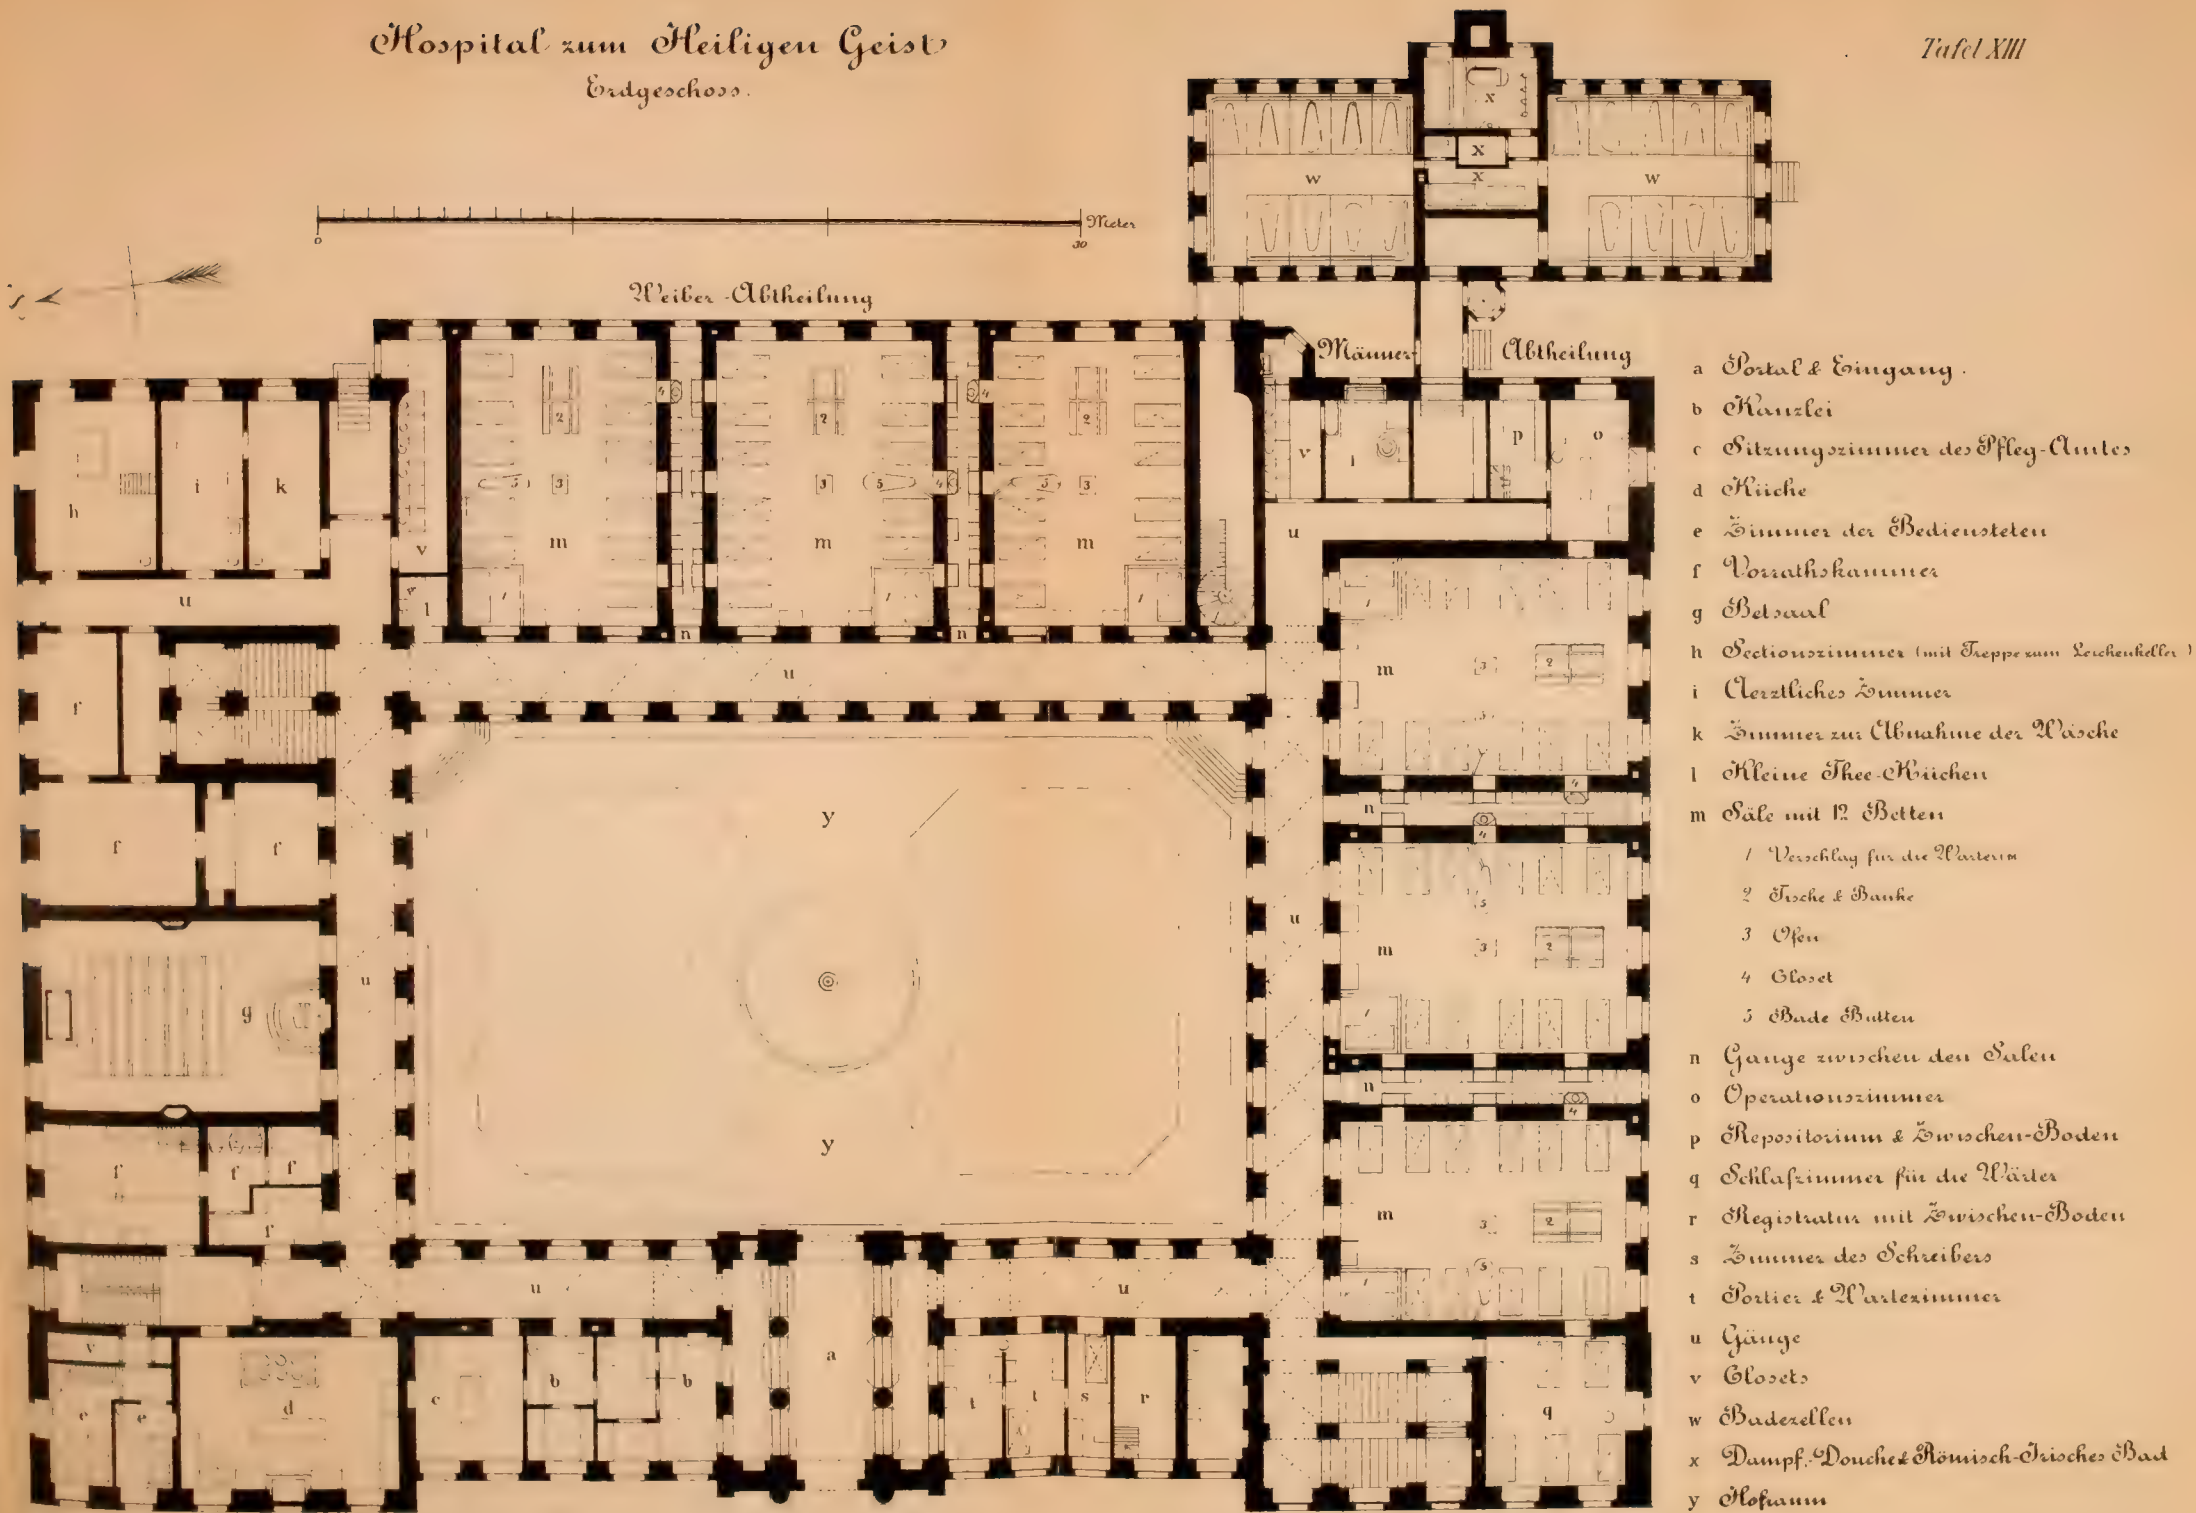 Hospital zum Heiligen Geist
Erdgeschoss.
Tafel XIII
0 30 Meter
Weiber-Abtheilung
Männer-Abtheilung
a Portal & Eingang.
b Kanzlei
c Sitzungszimmer des Pfleg-Amtes
d Küche
e Zimmer der Bediensteten
f Vorrathskammer
g Betsaal
h Sectionszimmer (mit Treppe zum Leichenkeller)
i Aerztliches Zimmer
k Zimmer zur Abnahme der Wäsche
l Kleine Thee-Küchen
m Säle mit 12 Betten
1 Verschlag für die Wärterin
2 Tische & Bänke
3 Ofen
4 Closet
5 Bade Bütten
n Gänge zwischen den Sälen
o Operationszimmer
p Repositorium & Zwischen-Boden
q Schlafzimmer für die Wärter
r Registratur mit Zwischen-Boden
s Zimmer des Schreibers
t Portier & Wartezimmer
u Gänge
v Closets
w Badezellen
x Dampf-Douche & Römisch-Irisches Bad
y Hofraum